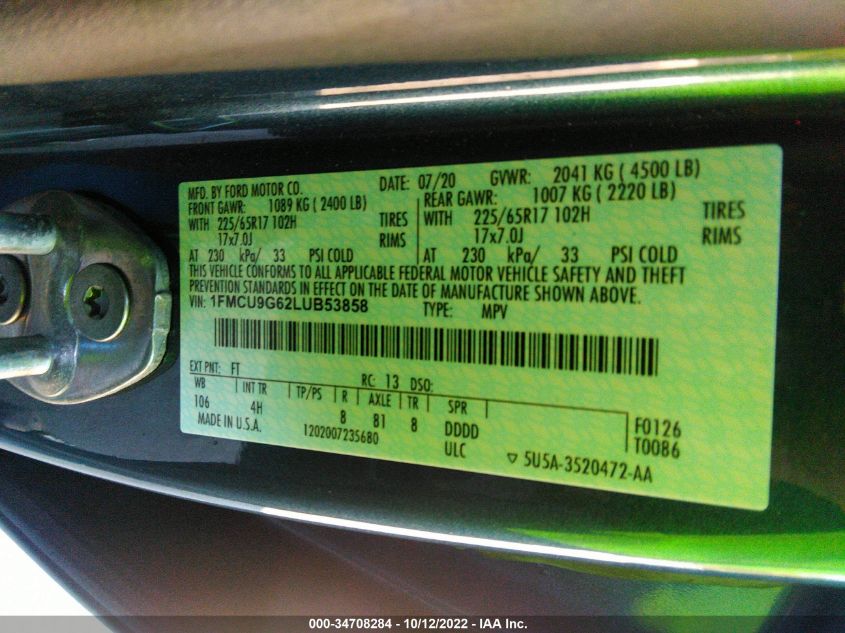 MFD. BY FORD MOTOR CO. DATE: 07/20 GVWR: 2041 KG ( 4500 LB)
FRONT GAWR: 1089 KG ( 2400 LB) REAR GAWR: 1007 KG ( 2220 LB)
WITH 225/65R17 102H TIRES WITH 225/65R17 102H TIRES
17x7.0J RIMS 17x7.0J RIMS
AT 230 kPa/ 33 PSI COLD AT 230 kPa/ 33 PSI COLD
THIS VEHICLE CONFORMS TO ALL APPLICABLE FEDERAL MOTOR VEHICLE SAFETY AND THEFT
PREVENTION STANDARDS IN EFFECT ON THE DATE OF MANUFACTURE SHOWN ABOVE.
VIN: 1FMCU9G62LUB53858 TYPE: MPV
EXT PNT: FT RC: 13 DSO:
WB INT TR TP/PS R AXLE TR SPR
106 4H 8 81 8 DDDD F0126
MADE IN U.S.A. 1202007235680 ULC T0086
▽ 5U5A-3520472-AA
000-34708284 - 10/12/2022 - IAA Inc.